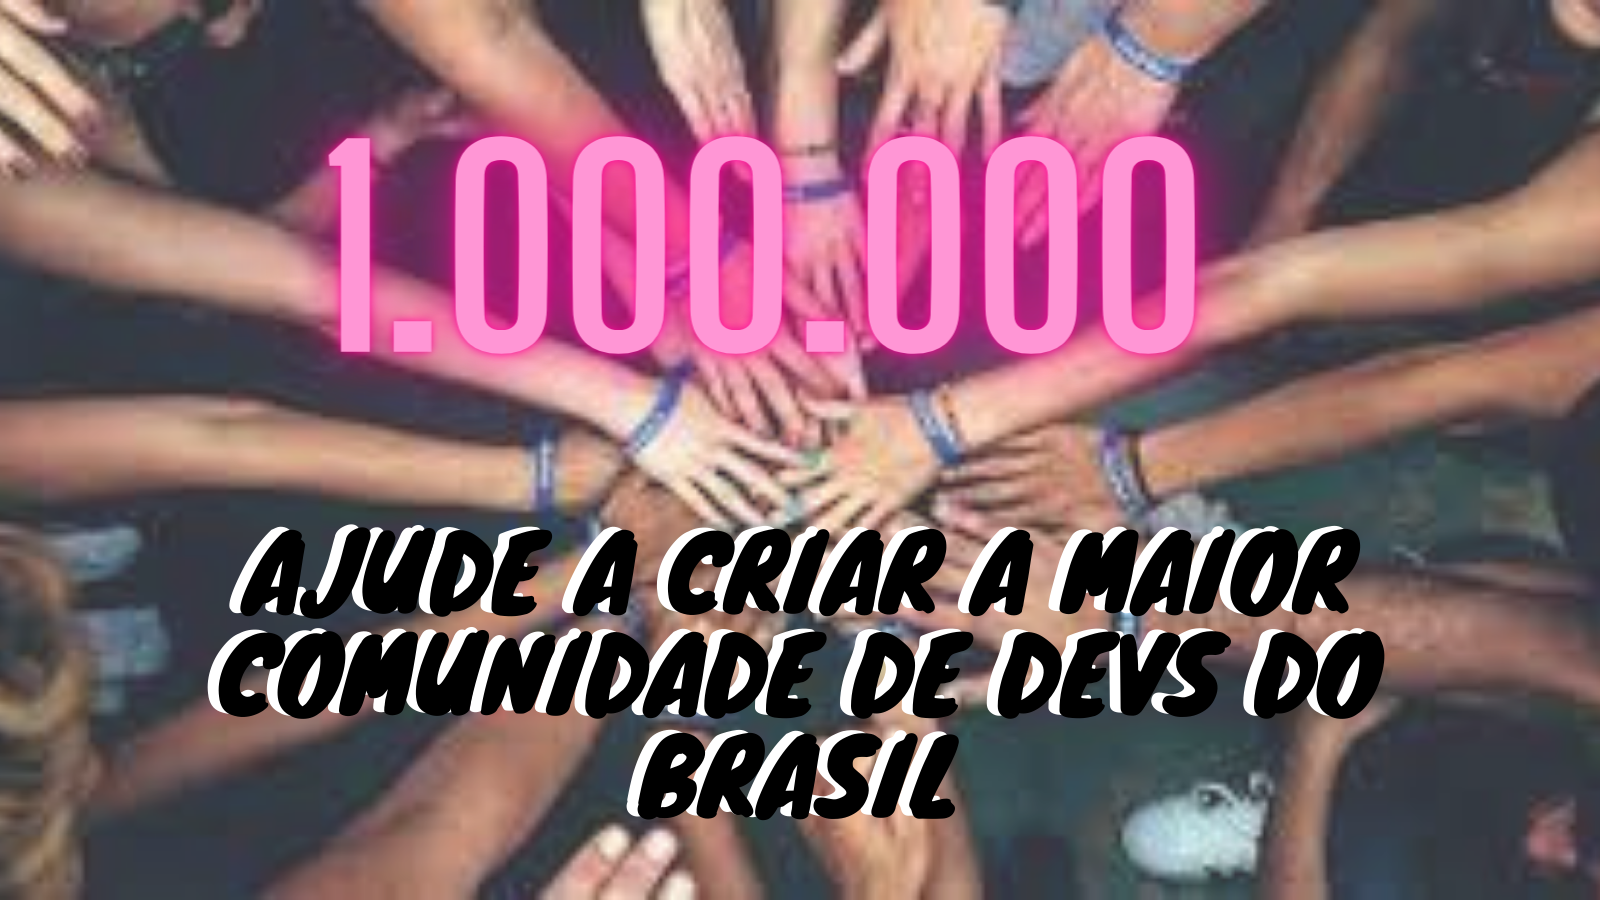 1.000.000
AJUDE A CRIAR A MAIOR
COMUNIDADE DE DEVS DO
BRASIL